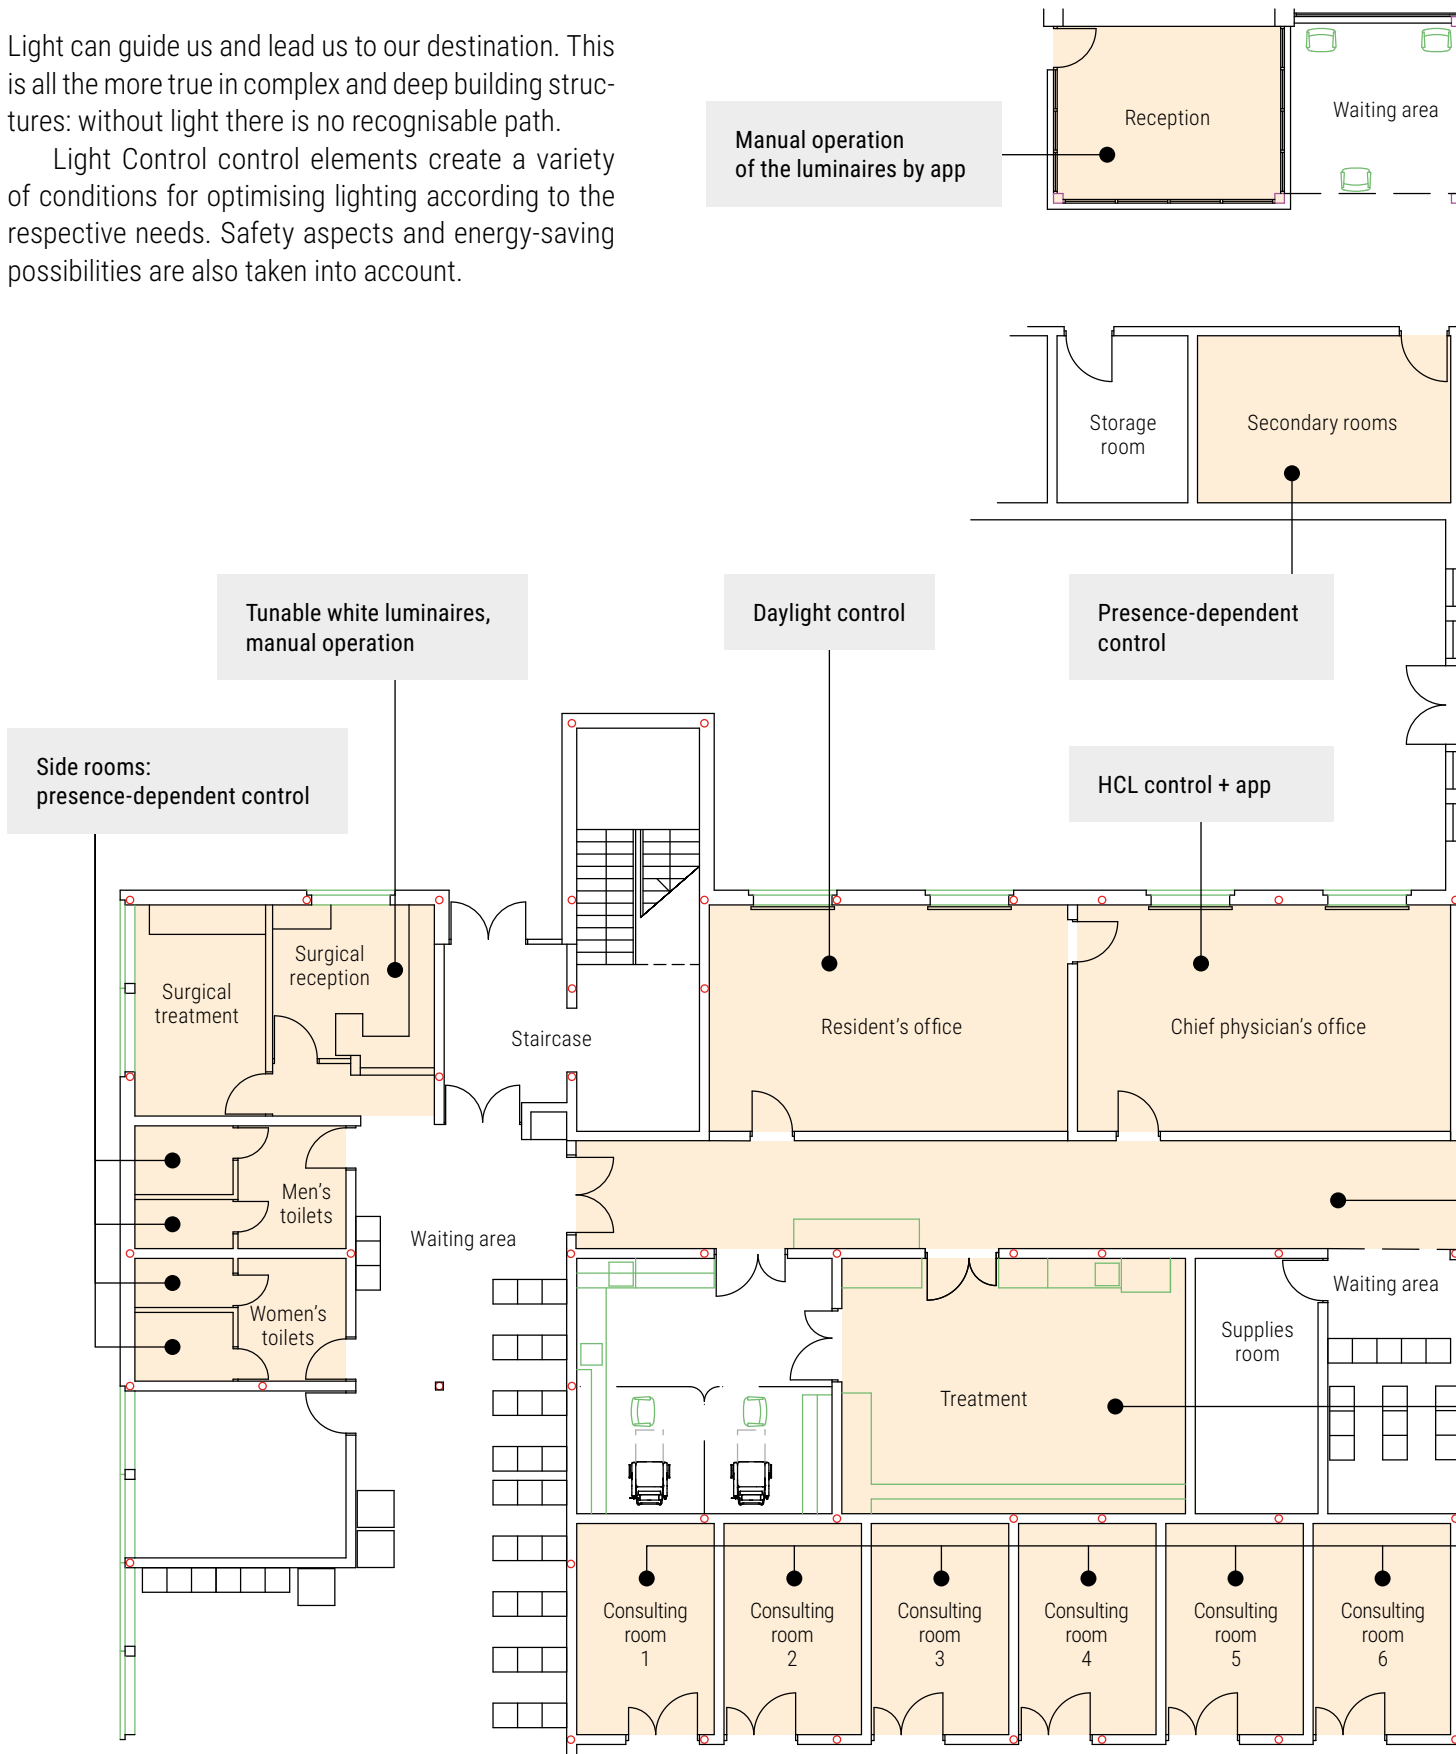 Light can guide us and lead us to our destination. This
is all the more true in complex and deep building struc-
tures: without light there is no recognisable path.
Light Control control elements create a variety
of conditions for optimising lighting according to the
respective needs. Safety aspects and energy-saving
possibilities are also taken into account.
Manual operation
of the luminaires by app
Reception
Waiting area
Storage
room
Secondary rooms
Tunable white luminaires,
manual operation
Daylight control
Presence-dependent
control
Side rooms:
presence-dependent control
HCL control + app
Surgical
reception
Surgical
treatment
Staircase
Resident's office
Chief physician's office
Men's
toilets
Waiting area
Women's
toilets
Waiting area
Supplies
room
Treatment
Consulting
room
1
Consulting
room
2
Consulting
room
3
Consulting
room
4
Consulting
room
5
Consulting
room
6